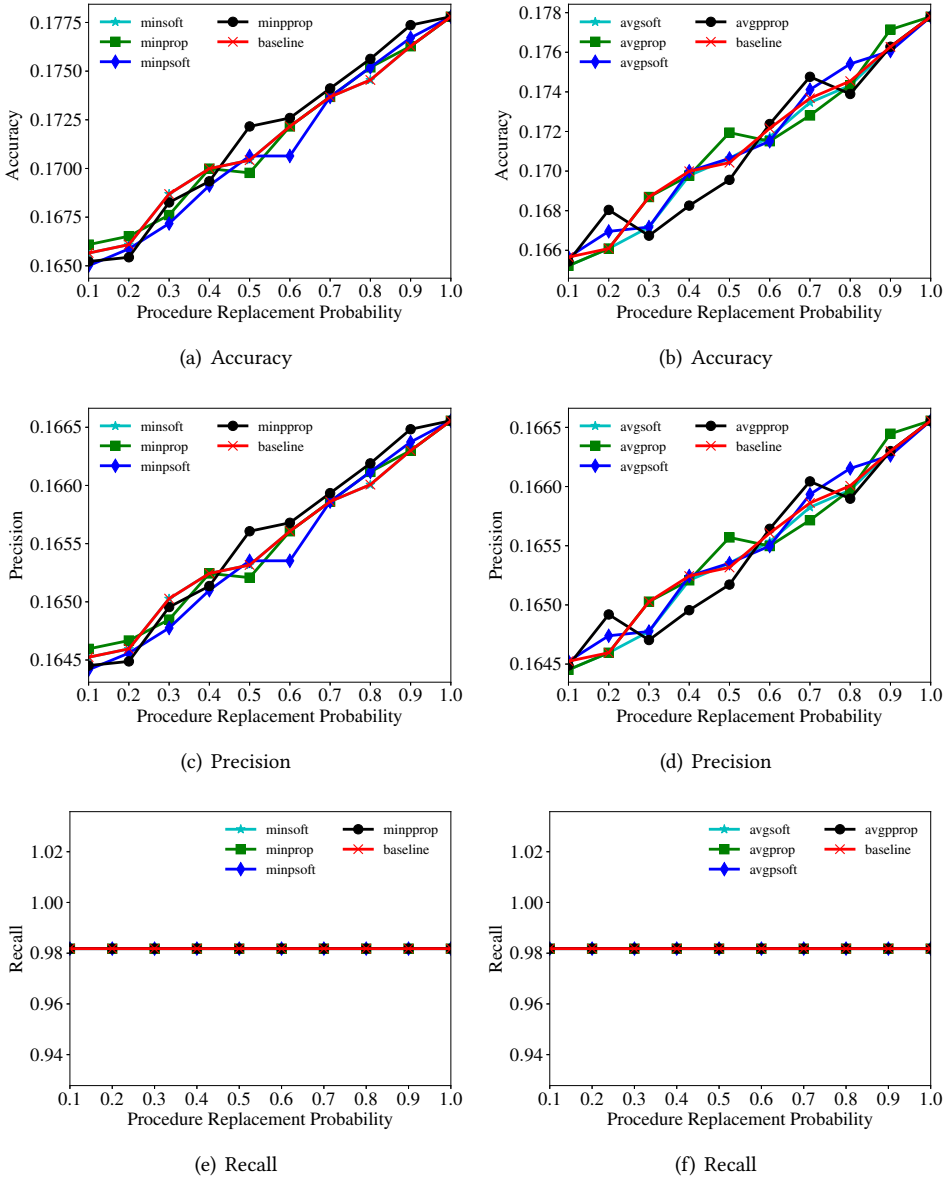 minsoft
minprop
minpsoft
minpprop
baseline
0.1775
0.1750
0.1725
0.1700
0.1675
0.1650
Accuracy
0.1 0.2 0.3 0.4 0.5 0.6 0.7 0.8 0.9 1.0
Procedure Replacement Probability
(a) Accuracy
avgsoft
avgprop
avgpsoft
avgpprop
baseline
0.178
0.176
0.174
0.172
0.170
0.168
0.166
Accuracy
0.1 0.2 0.3 0.4 0.5 0.6 0.7 0.8 0.9 1.0
Procedure Replacement Probability
(b) Accuracy
minsoft
minprop
minpsoft
minpprop
baseline
0.1665
0.1660
0.1655
0.1650
0.1645
Precision
0.1 0.2 0.3 0.4 0.5 0.6 0.7 0.8 0.9 1.0
Procedure Replacement Probability
(c) Precision
avgsoft
avgprop
avgpsoft
avgpprop
baseline
0.1665
0.1660
0.1655
0.1650
0.1645
Precision
0.1 0.2 0.3 0.4 0.5 0.6 0.7 0.8 0.9 1.0
Procedure Replacement Probability
(d) Precision
minsoft
minprop
minpsoft
minpprop
baseline
1.02
1.00
0.98
0.96
0.94
Recall
0.1 0.2 0.3 0.4 0.5 0.6 0.7 0.8 0.9 1.0
Procedure Replacement Probability
(e) Recall
avgsoft
avgprop
avgpsoft
avgpprop
baseline
1.02
1.00
0.98
0.96
0.94
Recall
0.1 0.2 0.3 0.4 0.5 0.6 0.7 0.8 0.9 1.0
Procedure Replacement Probability
(f) Recall